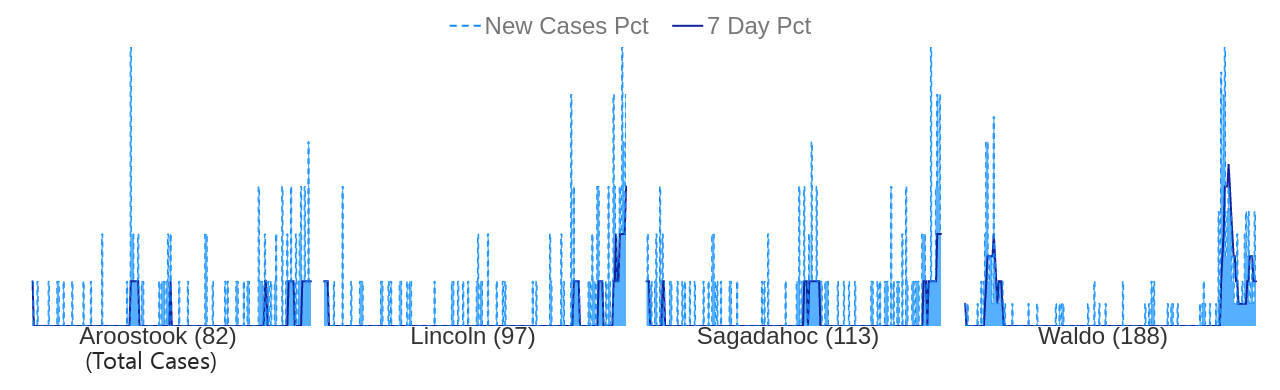 New Cases Pct 7 Day Pct
Aroostook (82) Lincoln (97) Sagadahoc (113) Waldo (188)
(Total Cases)